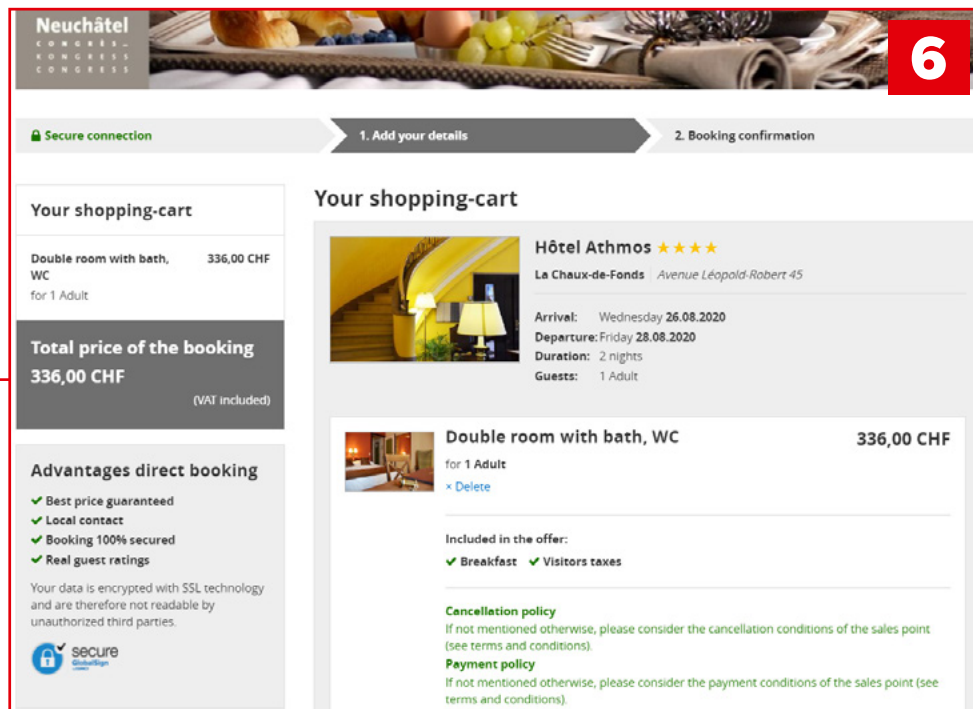 Neuchâtel
CONGRÈS_
KONGRESS
CONGRESS
6
Secure connection
1. Add your details
2. Booking confirmation
Your shopping-cart
Double room with bath, 336,00 CHF
WC
for 1 Adult
Total price of the booking
336,00 CHF
(VAT included)
Advantages direct booking
Best price guaranteed
Local contact
Booking 100% secured
Real guest ratings
Your data is encrypted with SSL technology
and are therefore not readable by
unauthorized third parties.
secure
GlobalSign
Your shopping-cart
Hôtel Athmos
La Chaux-de-Fonds Avenue Léopold-Robert 45
Arrival: Wednesday 26.08.2020
Departure: Friday 28.08.2020
Duration: 2 nights
Guests: 1 Adult
Double room with bath, WC 336,00 CHF
for 1 Adult
× Delete
Included in the offer:
Breakfast Visitors taxes
Cancellation policy
If not mentioned otherwise, please consider the cancellation conditions of the sales point
(see terms and conditions).
Payment policy
If not mentioned otherwise, please consider the payment conditions of the sales point (see
terms and conditions).